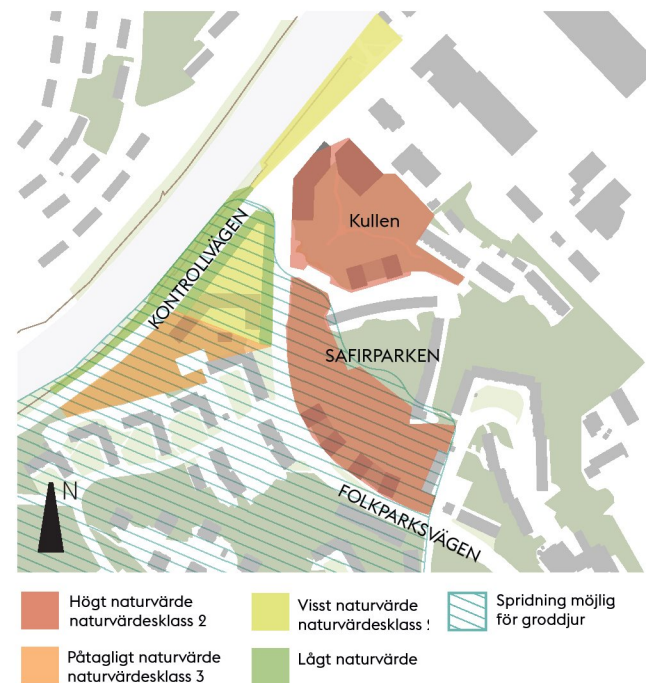 Kullen
KONTROLLVÄGEN
SAFIRPARKEN
FOLKPARKSVÄGEN
N
Högt naturvärde
naturvärdesklass 2
Påtagligt naturvärde
naturvärdesklass 3
Visst naturvärde
naturvärdesklass
Lågt naturvärde
Spridning möjlig
för groddjur